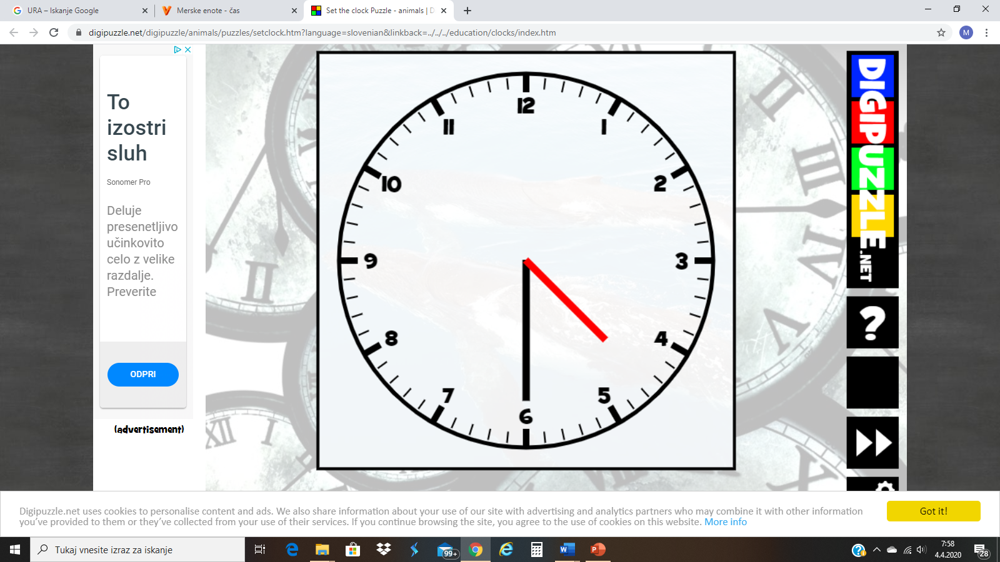 URA – Iskanje Google
Merske enote - čas
Set the clock Puzzle - animals | D
digipuzzle.net/digipuzzle/animals/puzzles/setclock.htm?language=slovenian&linkback=../../../education/clocks/index.htm
M
To
izostri
sluh
Sonomer Pro
Deluje
presenetljivo
učinkovito
celo z velike
razdalje.
Preverite
ODPRI
(advertisement)
12
11
1
10
2
9
3
8
4
7
5
6
II
III
IV
V
X
XII
I
DIGIPUZZLE.NET
?
Digipuzzle.net uses cookies to personalise content and ads. We also share information about your use of our site with advertising and analytics partners who may combine it with other information
you've provided to them or they've collected from your use of their services. If you continue browsing the site, you agree to the use of cookies on this website. More info
Got it!
Tukaj vnesite izraz za iskanje
99+
7:58
4.4.2020
28